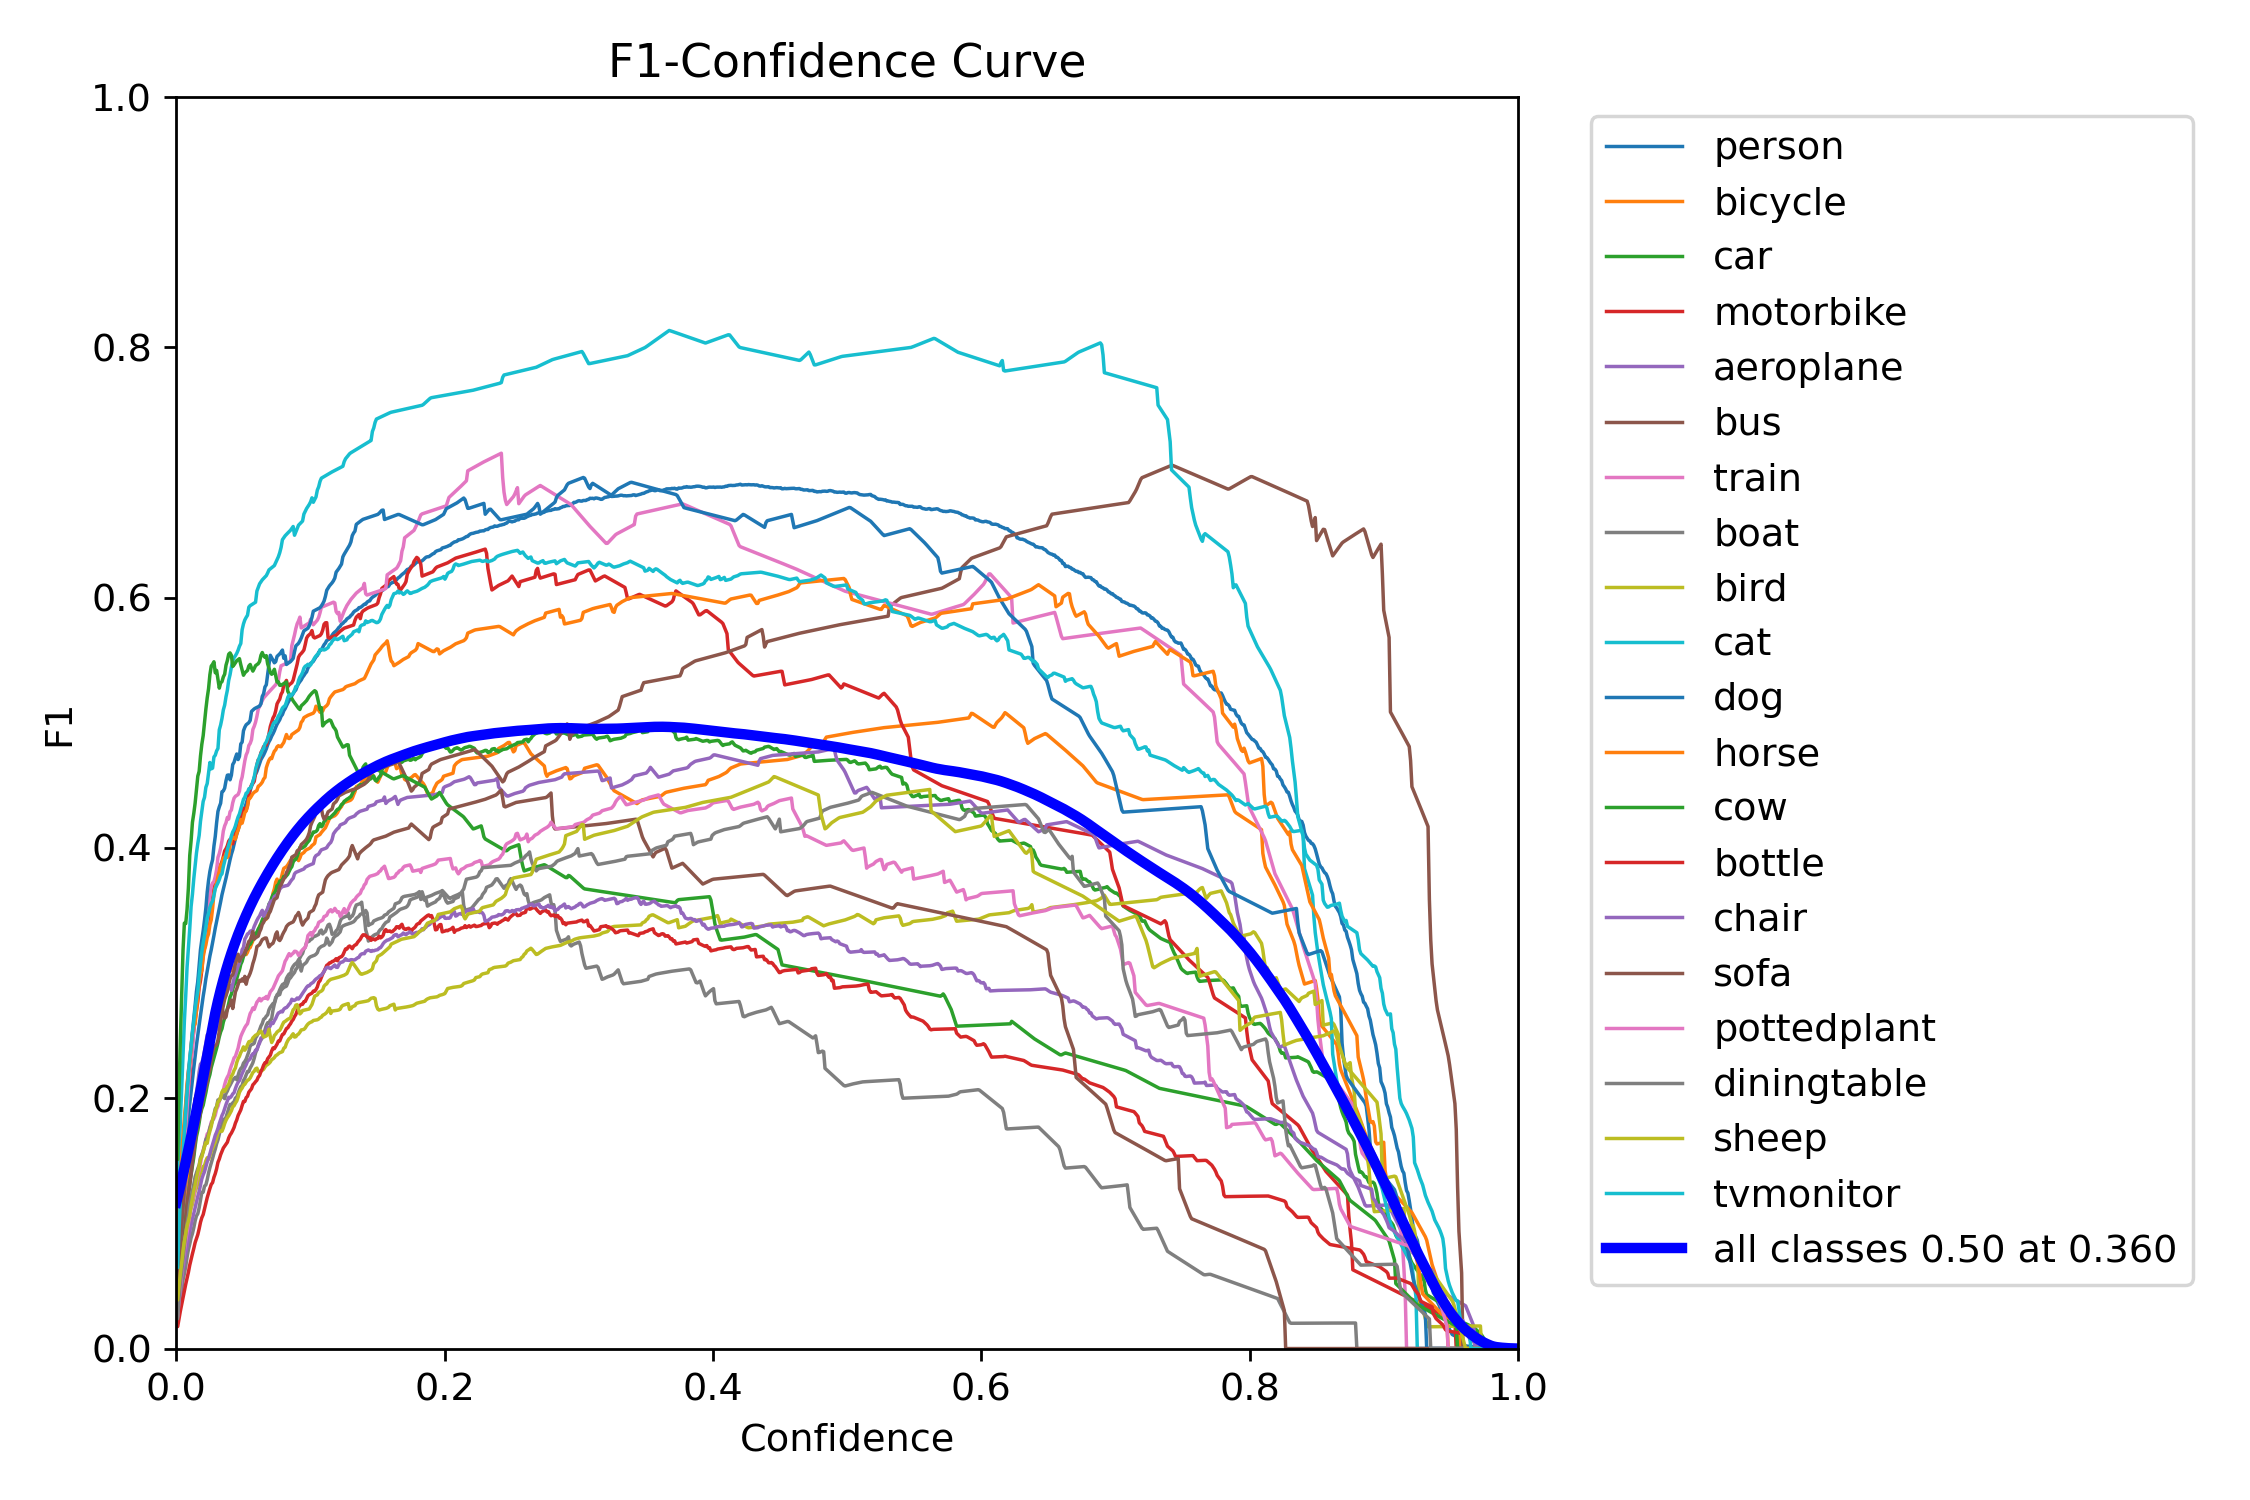 F1-Confidence Curve
1.0
0.8
0.6
0.4
0.2
0.0
F1
0.0 0.2 0.4 0.6 0.8 1.0
Confidence
person
bicycle
car
motorbike
aeroplane
bus
train
boat
bird
cat
dog
horse
cow
bottle
chair
sofa
pottedplant
diningtable
sheep
tvmonitor
all classes 0.50 at 0.360